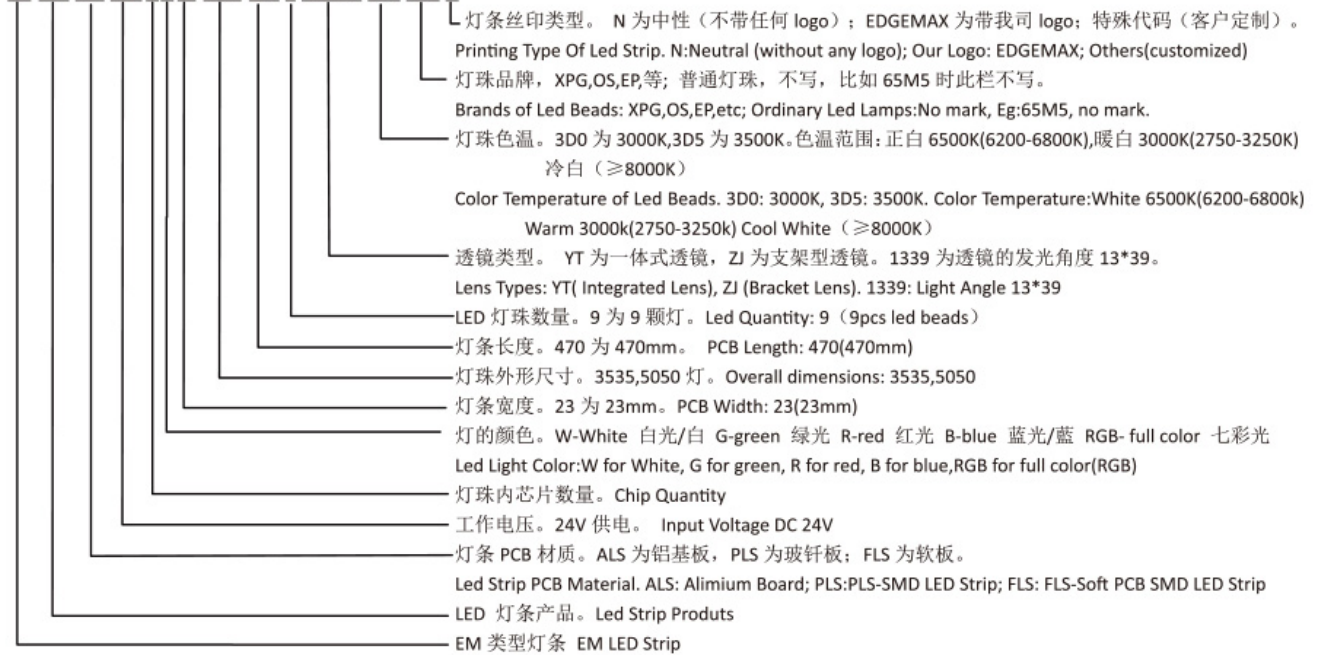 灯条丝印类型。 N 为中性（不带任何 logo）；EDGEMAX 为带我司 logo；特殊代码（客户定制）。
Printing Type Of Led Strip. N:Neutral (without any logo); Our Logo: EDGEMAX; Others(customized)
灯珠品牌，XPG,OS,EP,等; 普通灯珠，不写，比如 65M5 时此栏不写。
Brands of Led Beads: XPG,OS,EP,etc; Ordinary Led Lamps:No mark, Eg:65M5, no mark.
灯珠色温。3D0 为 3000K,3D5 为 3500K。色温范围：正白 6500K(6200-6800K),暖白 3000K(2750-3250K)
冷白（≥8000K）
Color Temperature of Led Beads. 3D0: 3000K, 3D5: 3500K. Color Temperature:White 6500K(6200-6800k)
Warm 3000k(2750-3250k) Cool White（≥8000K）
透镜类型。 YT 为一体式透镜，ZJ 为支架型透镜。1339 为透镜的发光角度 13*39。
Lens Types: YT( Integrated Lens), ZJ (Bracket Lens). 1339: Light Angle 13*39
LED 灯珠数量。9 为 9 颗灯。Led Quantity: 9（9pcs led beads）
灯条长度。470 为 470mm。 PCB Length: 470(470mm)
灯珠外形尺寸。3535,5050 灯。Overall dimensions: 3535,5050
灯条宽度。23 为 23mm。PCB Width: 23(23mm)
灯的颜色。W-White 白光/白 G-green 绿光 R-red 红光 B-blue 蓝光/藍 RGB- full color 七彩光
Led Light Color:W for White, G for green, R for red, B for blue,RGB for full color(RGB)
灯珠内芯片数量。Chip Quantity
工作电压。24V 供电。 Input Voltage DC 24V
灯条 PCB 材质。ALS 为铝基板，PLS 为玻钎板；FLS 为软板。
Led Strip PCB Material. ALS: Alimium Board; PLS:PLS-SMD LED Strip; FLS: FLS-Soft PCB SMD LED Strip
LED 灯条产品。Led Strip Produts
EM 类型灯条 EM LED Strip